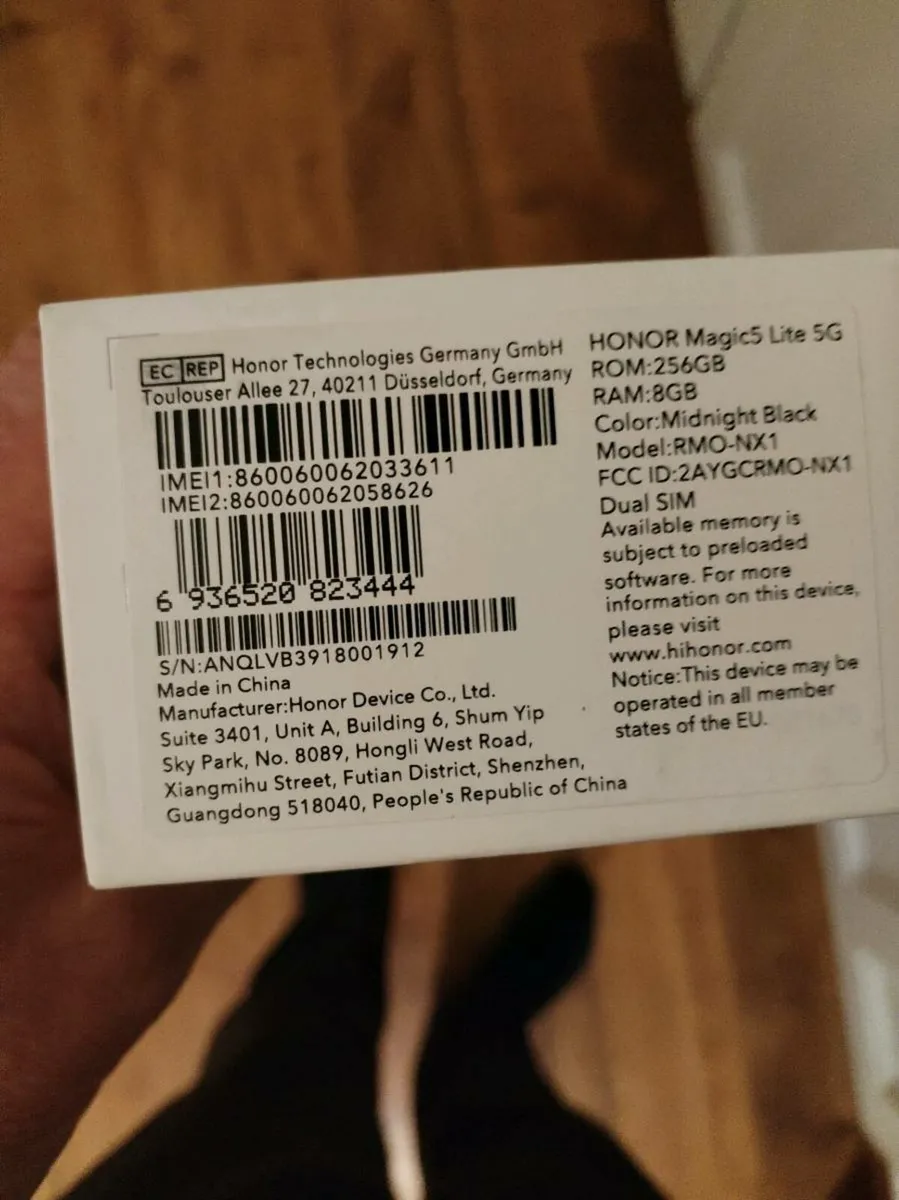 EC REP Honor Technologies Germany GmbH
Toulouser Allee 27, 40211 Düsseldorf, Germany
IMEI1:860060062033611
IMEI2:860060062058626
6 936520 823444
S/N:ANQLVB3918001912
Made in China
Manufacturer:Honor Device Co., Ltd.
Suite 3401, Unit A, Building 6, Shum Yip
Sky Park, No. 8089, Hongli West Road,
Xiangmihu Street, Futian District, Shenzhen,
Guangdong 518040, People's Republic of China
HONOR Magic5 Lite 5G
ROM:256GB
RAM:8GB
Color:Midnight Black
Model:RMO-NX1
FCC ID:2AYGCRMO-NX1
Dual SIM
Available memory is
subject to preloaded
software. For more
information on this device,
please visit
www.hihonor.com
Notice:This device may be
operated in all member
states of the EU.